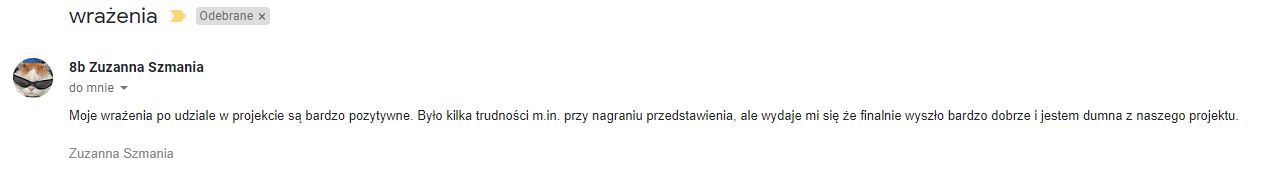 wrażenia
Odebrane ×
8b Zuzanna Szmania
do mnie
Moje wrażenia po udziale w projekcie są bardzo pozytywne. Było kilka trudności m.in. przy nagraniu przedstawienia, ale wydaje mi się że finalnie wyszło bardzo dobrze i jestem dumna z naszego projektu.
Zuzanna Szmania